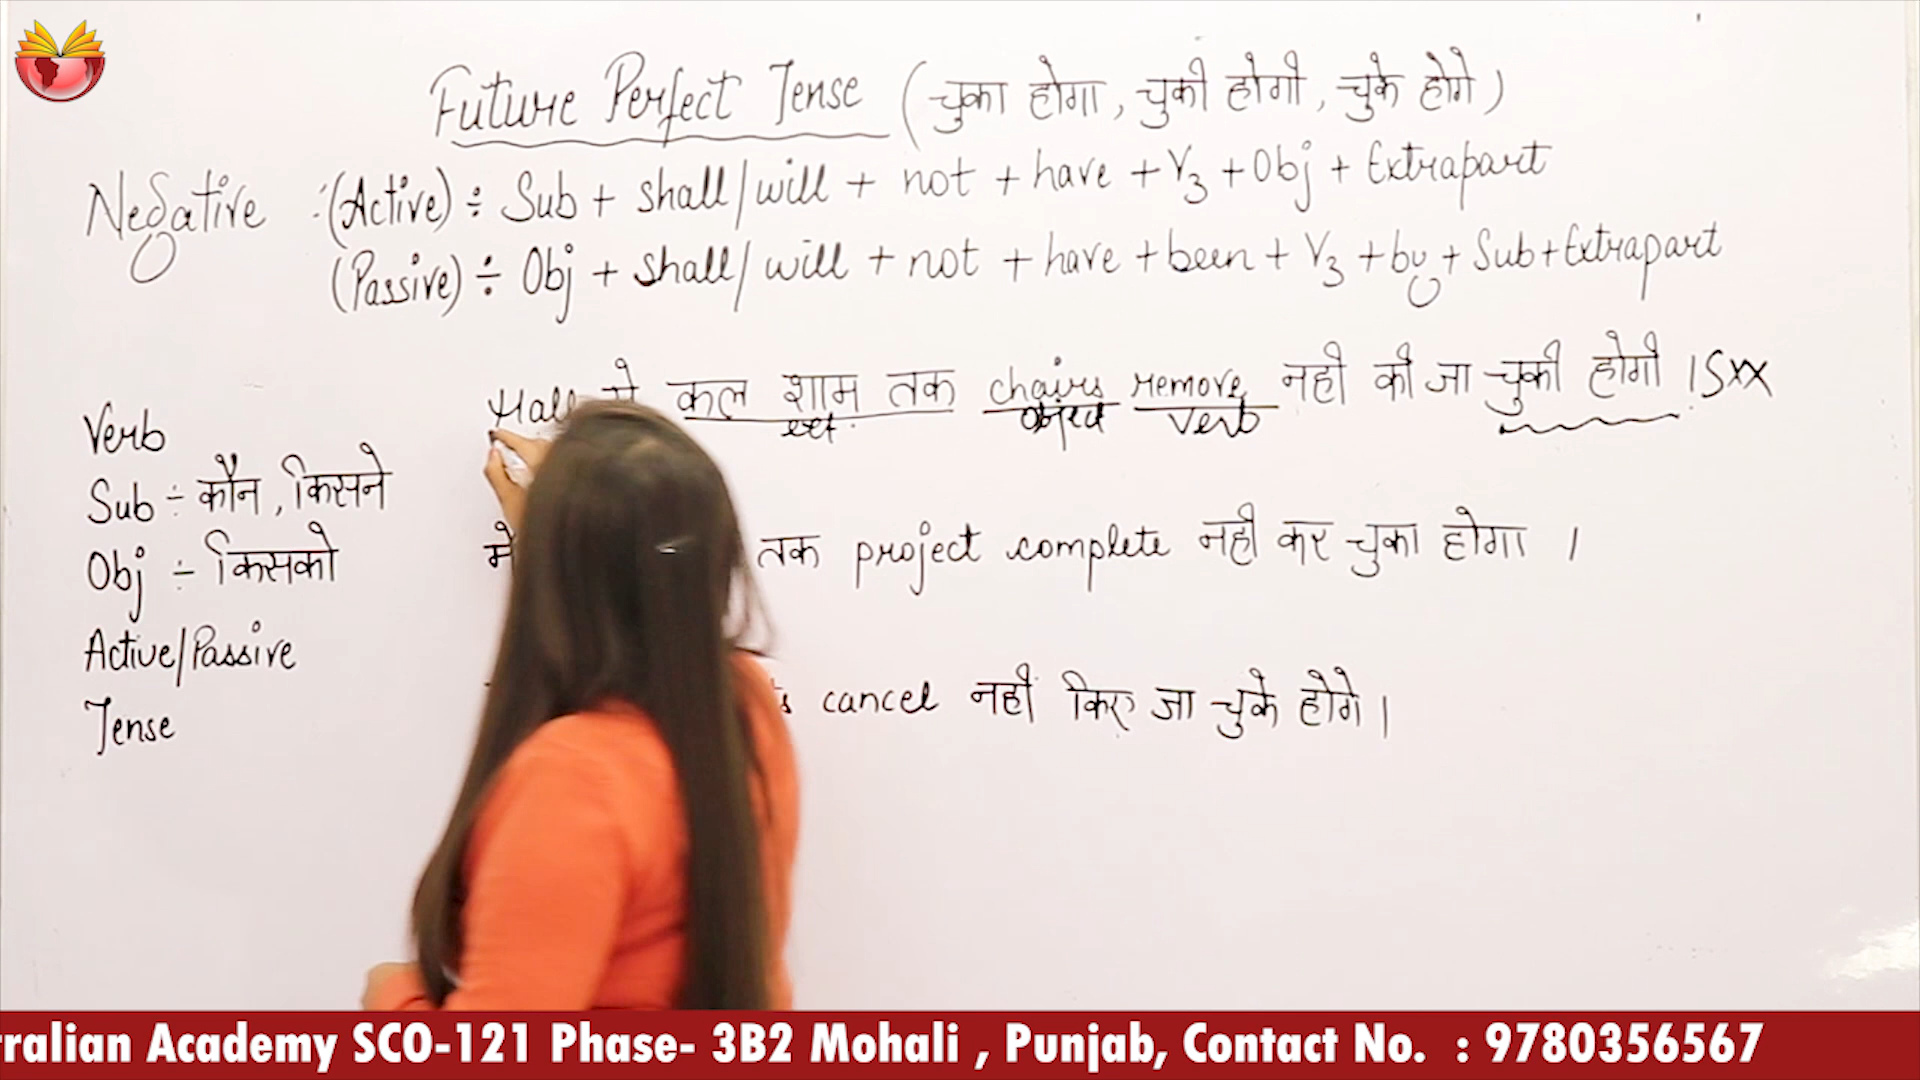 Future Perfect Tense (चुका होगा, चुकी होगी, चुके होगे)
Negative :(Active) ÷ Sub + shall/will + not + have + V3 + Obj + Extrapart
(Passive) ÷ Obj + shall/will + not + have + been + V3 + by + Sub + Extrapart
Hall मे कल शाम तक chairs remove नही की जा चुकी होगी । Sxx
ext. object Verb
Verb
Sub ÷ कौन, किसने
Obj ÷ किसको
Active/Passive
Tense
मे तक project complete नही कर चुका होगा ।
cancel नही किए जा चुके होगे ।
tralian Academy SCO-121 Phase- 3B2 Mohali , Punjab, Contact No. : 9780356567